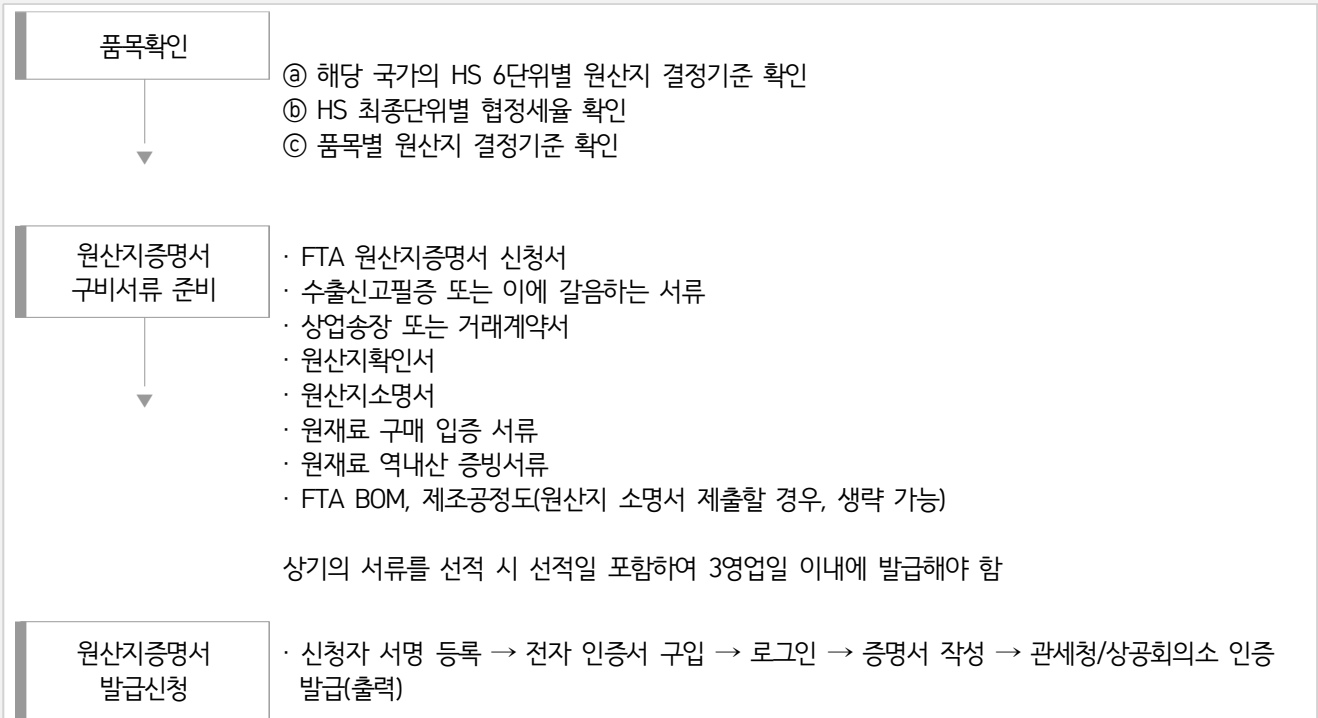 품목확인
ⓐ 해당 국가의 HS 6단위별 원산지 결정기준 확인
ⓑ HS 최종단위별 협정세율 확인
ⓒ 품목별 원산지 결정기준 확인
원산지증명서
구비서류 준비
· FTA 원산지증명서 신청서
· 수출신고필증 또는 이에 갈음하는 서류
· 상업송장 또는 거래계약서
· 원산지확인서
· 원산지소명서
· 원재료 구매 입증 서류
· 원재료 역내산 증빙서류
· FTA BOM, 제조공정도(원산지 소명서 제출할 경우, 생략 가능)
상기의 서류를 선적 시 선적일 포함하여 3영업일 이내에 발급해야 함
원산지증명서
발급신청
· 신청자 서명 등록 → 전자 인증서 구입 → 로그인 → 증명서 작성 → 관세청/상공회의소 인증
발급(출력)